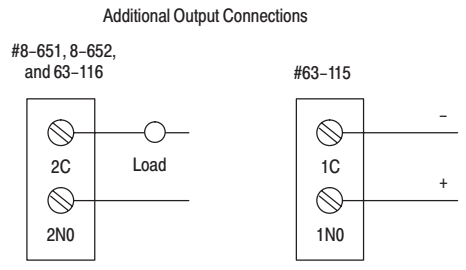 Additional Output Connections
#8–651, 8–652,
and 63–116
#63–115
2C
Load
2N0
–
1C
+
1N0